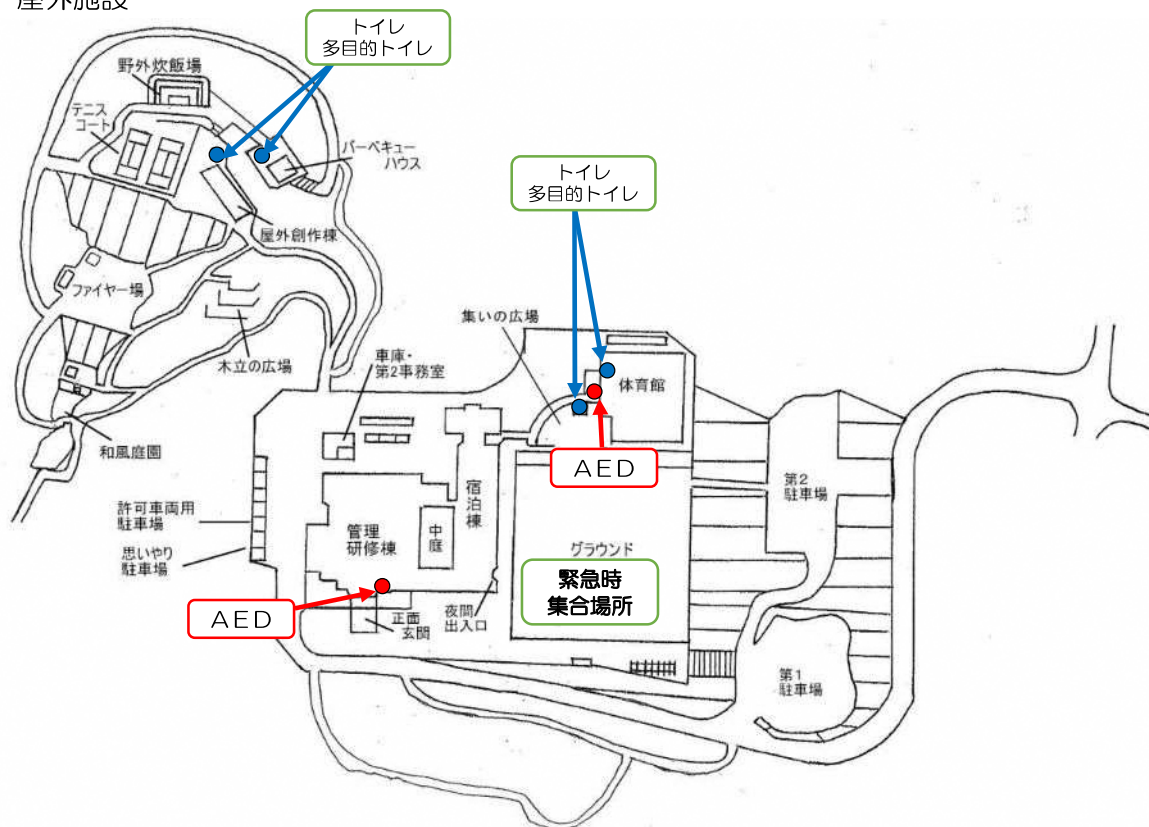 屋外施設
トイレ
多目的トイレ
野外炊飯場
テニス
コート
バーベキュー
ハウス
トイレ
多目的トイレ
屋外創作棟
ファイヤー場
集いの広場
木立の広場
車庫・
第2事務室
体育館
和風庭園
AED
宿泊棟
第2
駐車場
許可車両用
駐車場
管理
研修棟
中庭
グラウンド
思いやり
駐車場
緊急時
集合場所
AED
正面
玄関
夜間
出入口
第1
駐車場